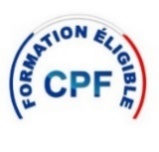 FORMATION ÉLIGIBLE
CPF